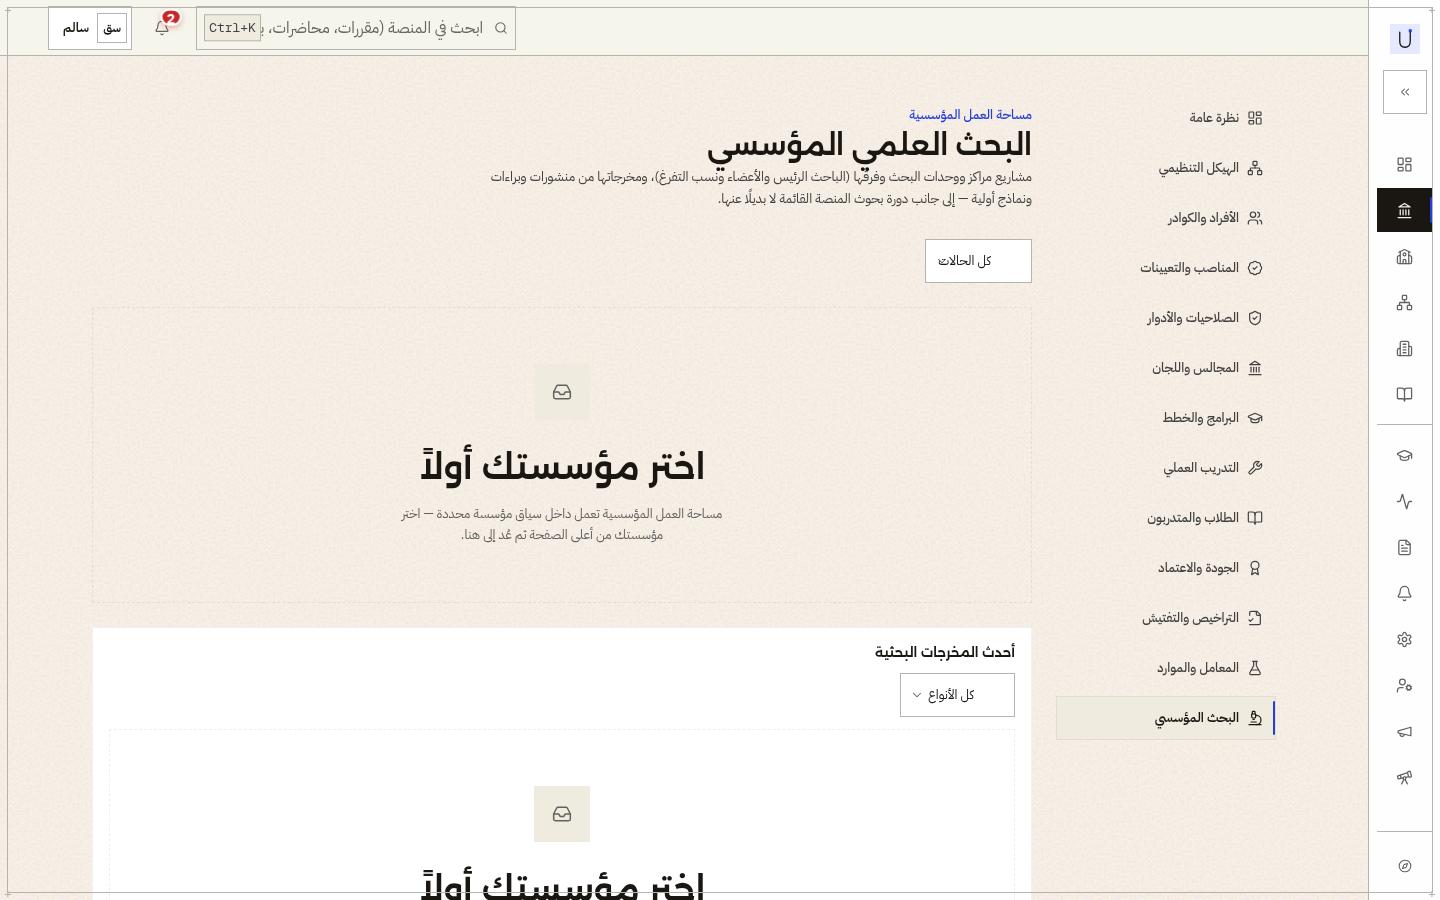 سق
سالم
2
ابحث في المنصة (مقررات، محاضرات،
Ctrl+K
نظرة عامة
الهيكل التنظيمي
الأفراد والكوادر
المناصب والتعيينات
الصلاحيات والأدوار
المجالس واللجان
البرامج والخطط
التدريب العملي
الطلاب والمتدربون
الجودة والاعتماد
التراخيص والتفتيش
المعامل والموارد
البحث المؤسسي
مساحة العمل المؤسسية
البحث العلمي المؤسسي
مشاريع مراكز ووحدات البحث وفرقها (الباحث الرئيس والأعضاء ونسب التفرغ)، ومخرجاتها من منشورات وبراءات
ونماذج أولية — إلى جانب دورة بحوث المنصة القائمة لا بديلًا عنها.
كل الحالات
اختر مؤسستك أولاً
مساحة العمل المؤسسية تعمل داخل سياق مؤسسة محددة — اختر
مؤسستك من أعلى الصفحة ثم عُد إلى هنا.
أحدث المخرجات البحثية
كل الأنواع
اختر مؤسستك أولاً